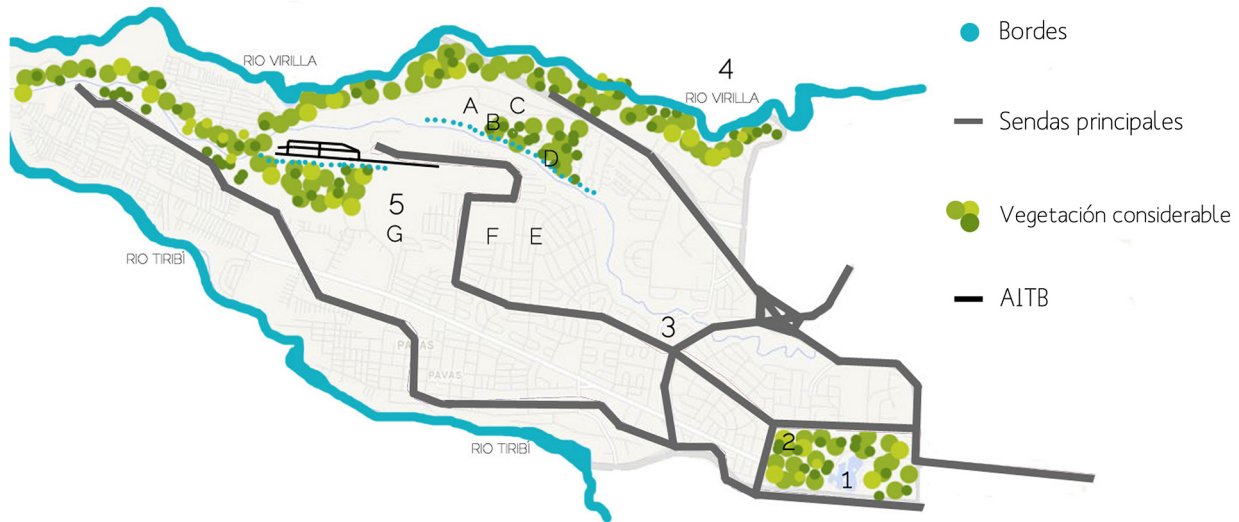 4
Bordes
RIO VIRILLA
RIO VIRILLA
A
C
B
Sendas principales
D
5
Vegetación considerable
G
F
E
RIO TIRIBÍ
AITB
3
PAVAS
PAVAS
2
RIO TIRIBÍ
1